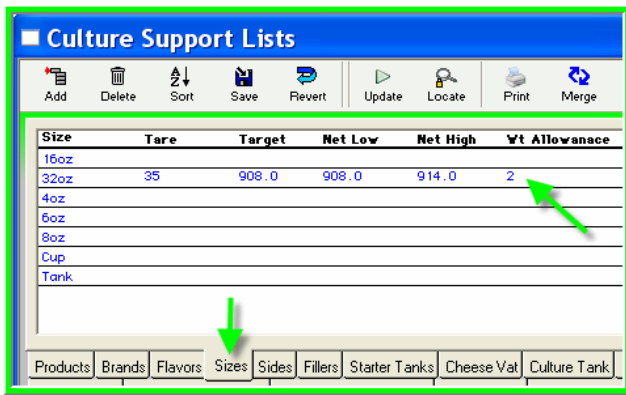 Culture Support Lists
Add Delete Sort Save Revert Update Locate Print Merge
Size Tare Target Net Low Net High Wt Allowanace
16oz
32oz 35 908.0 908.0 914.0 2
4oz
6oz
8oz
Cup
Tank
Products Brands Flavors Sizes Sides Fillers Starter Tanks Cheese Vat Culture Tank